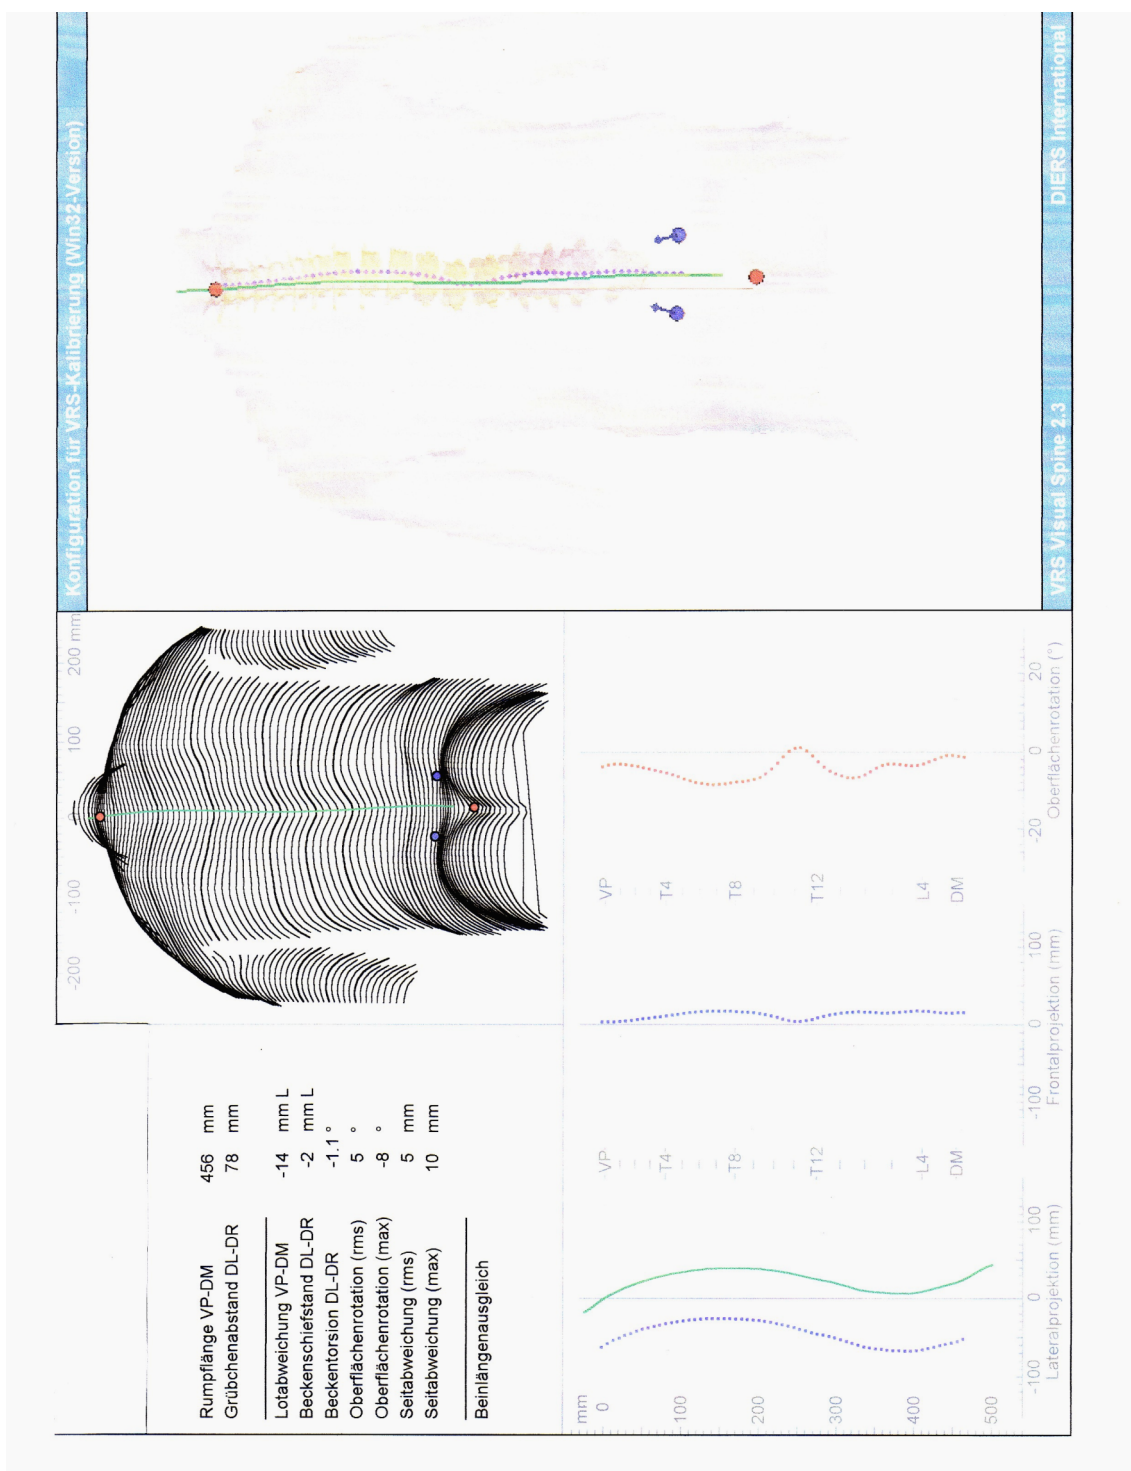 Konfiguration für VRS-Kalibrierung (Win32-Version)
Rumpflänge VP-DM 456 mm
Grübchenabstand DL-DR 78 mm
Lotabweichung VP-DM -14 mm L
Beckenschiefstand DL-DR -2 mm L
Beckentorsion DL-DR -1.1 °
Oberflächenrotation (rms) 5 °
Oberflächenrotation (max) -8 °
Seitabweichung (rms) 5 mm
Seitabweichung (max) 10 mm
Beinlängenausgleich
-200 -100 0 100 200 mm
mm
0
100
200
300
400
500
-100 0 100
Lateralprojektion (mm)
VP
T4
T8
T12
L4
DM
-100 0 100
Frontalprojektion (mm)
VP
T4
T8
T12
L4
DM
-20 0 20
Oberflächenrotation (°)
VRS Visual Spine 2.3 DIERS International